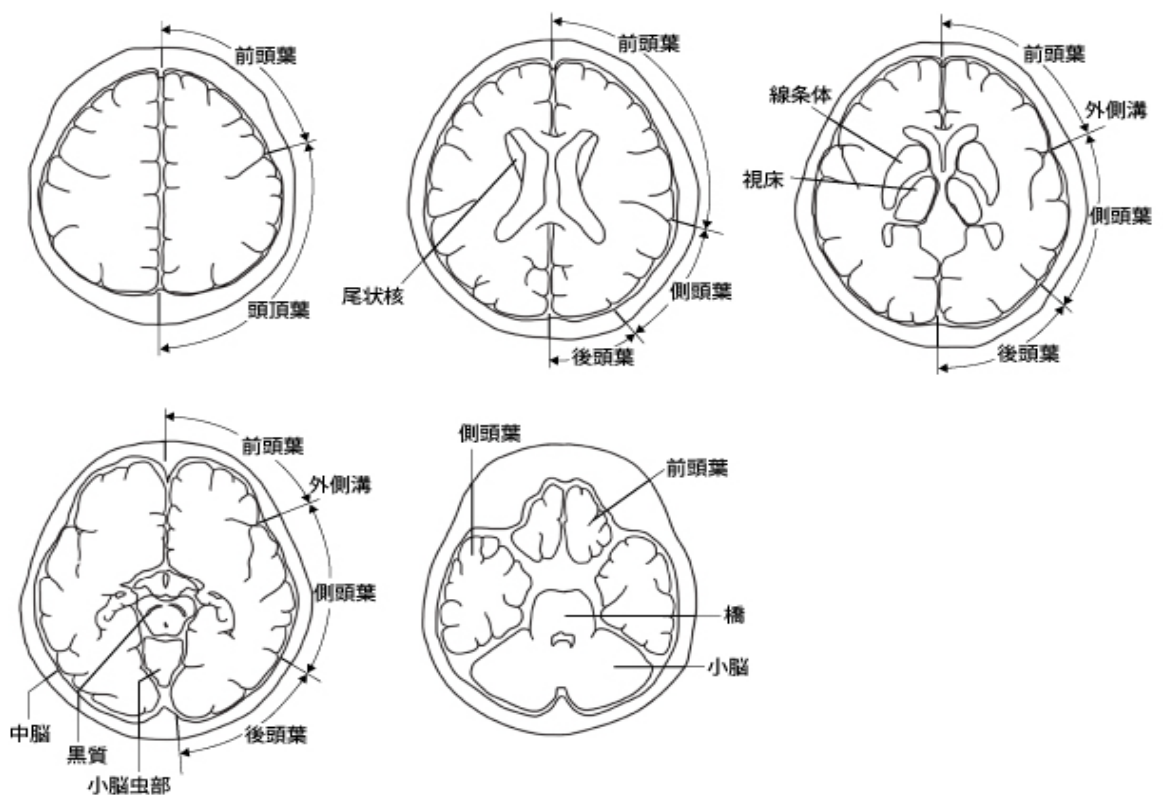 前頭葉
頭頂葉
前頭葉
尾状核
側頭葉
後頭葉
前頭葉
線条体
外側溝
視床
側頭葉
後頭葉
前頭葉
外側溝
側頭葉
中脳
黒質
小脳虫部
後頭葉
側頭葉
前頭葉
橋
小脳